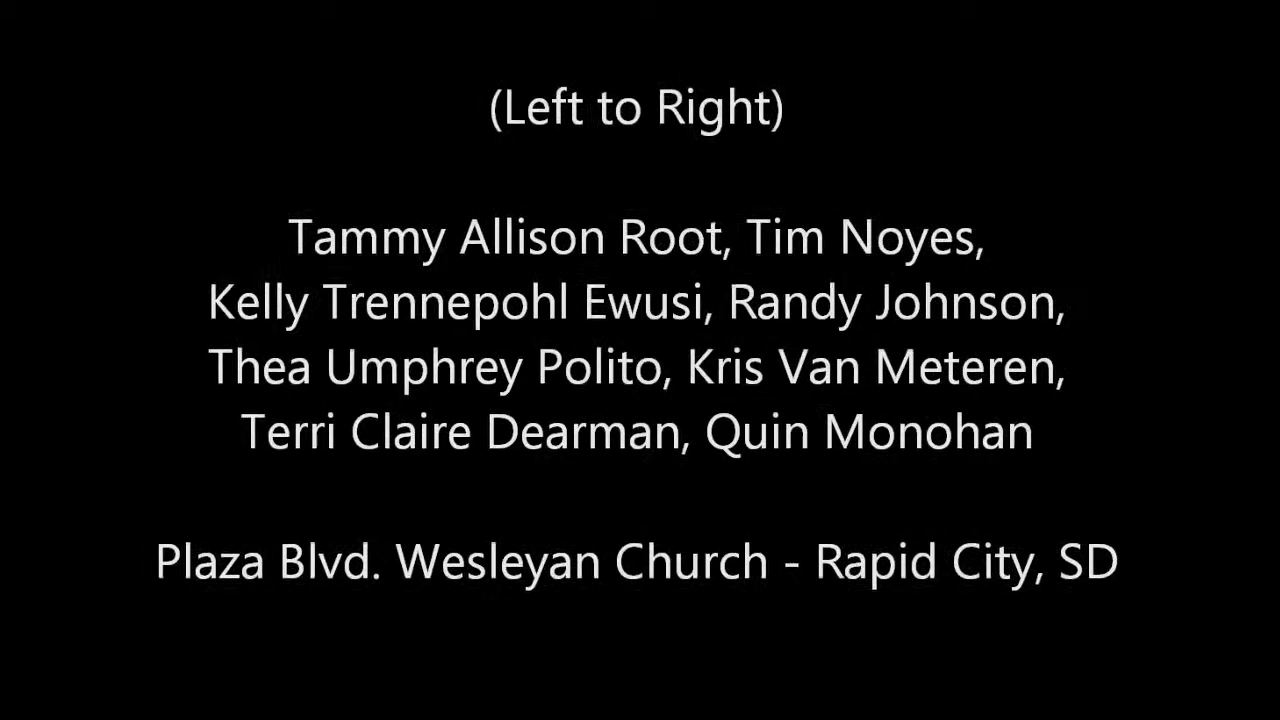 (Left to Right)
Tammy Allison Root, Tim Noyes,
Kelly Trennepohl Ewusi, Randy Johnson,
Thea Umphrey Polito, Kris Van Meteren,
Terri Claire Dearman, Quin Monohan
Plaza Blvd. Wesleyan Church - Rapid City, SD